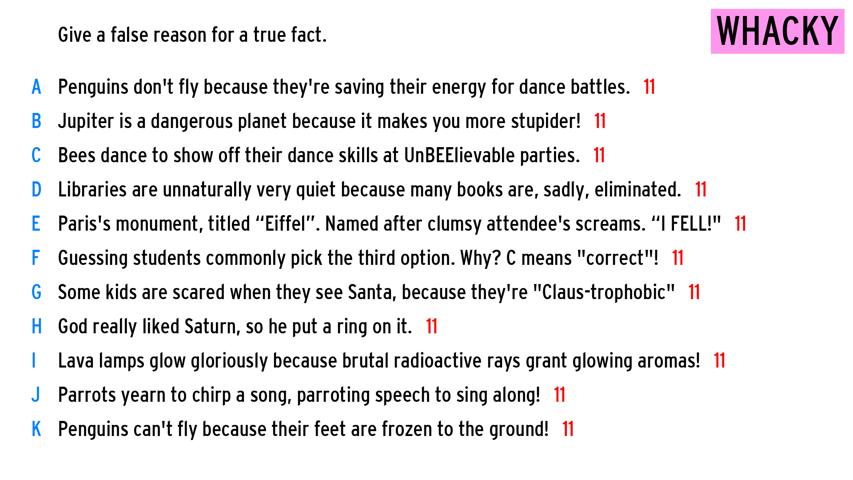 WHACKY
Give a false reason for a true fact.
A Penguins don't fly because they're saving their energy for dance battles. 11
B Jupiter is a dangerous planet because it makes you more stupider! 11
C Bees dance to show off their dance skills at UnBEElievable parties. 11
D Libraries are unnaturally very quiet because many books are, sadly, eliminated. 11
E Paris's monument, titled “Eiffel”. Named after clumsy attendee's screams. “I FELL!" 11
F Guessing students commonly pick the third option. Why? C means "correct"! 11
G Some kids are scared when they see Santa, because they're "Claus-trophobic" 11
H God really liked Saturn, so he put a ring on it. 11
I Lava lamps glow gloriously because brutal radioactive rays grant glowing aromas! 11
J Parrots yearn to chirp a song, parroting speech to sing along! 11
K Penguins can't fly because their feet are frozen to the ground! 11